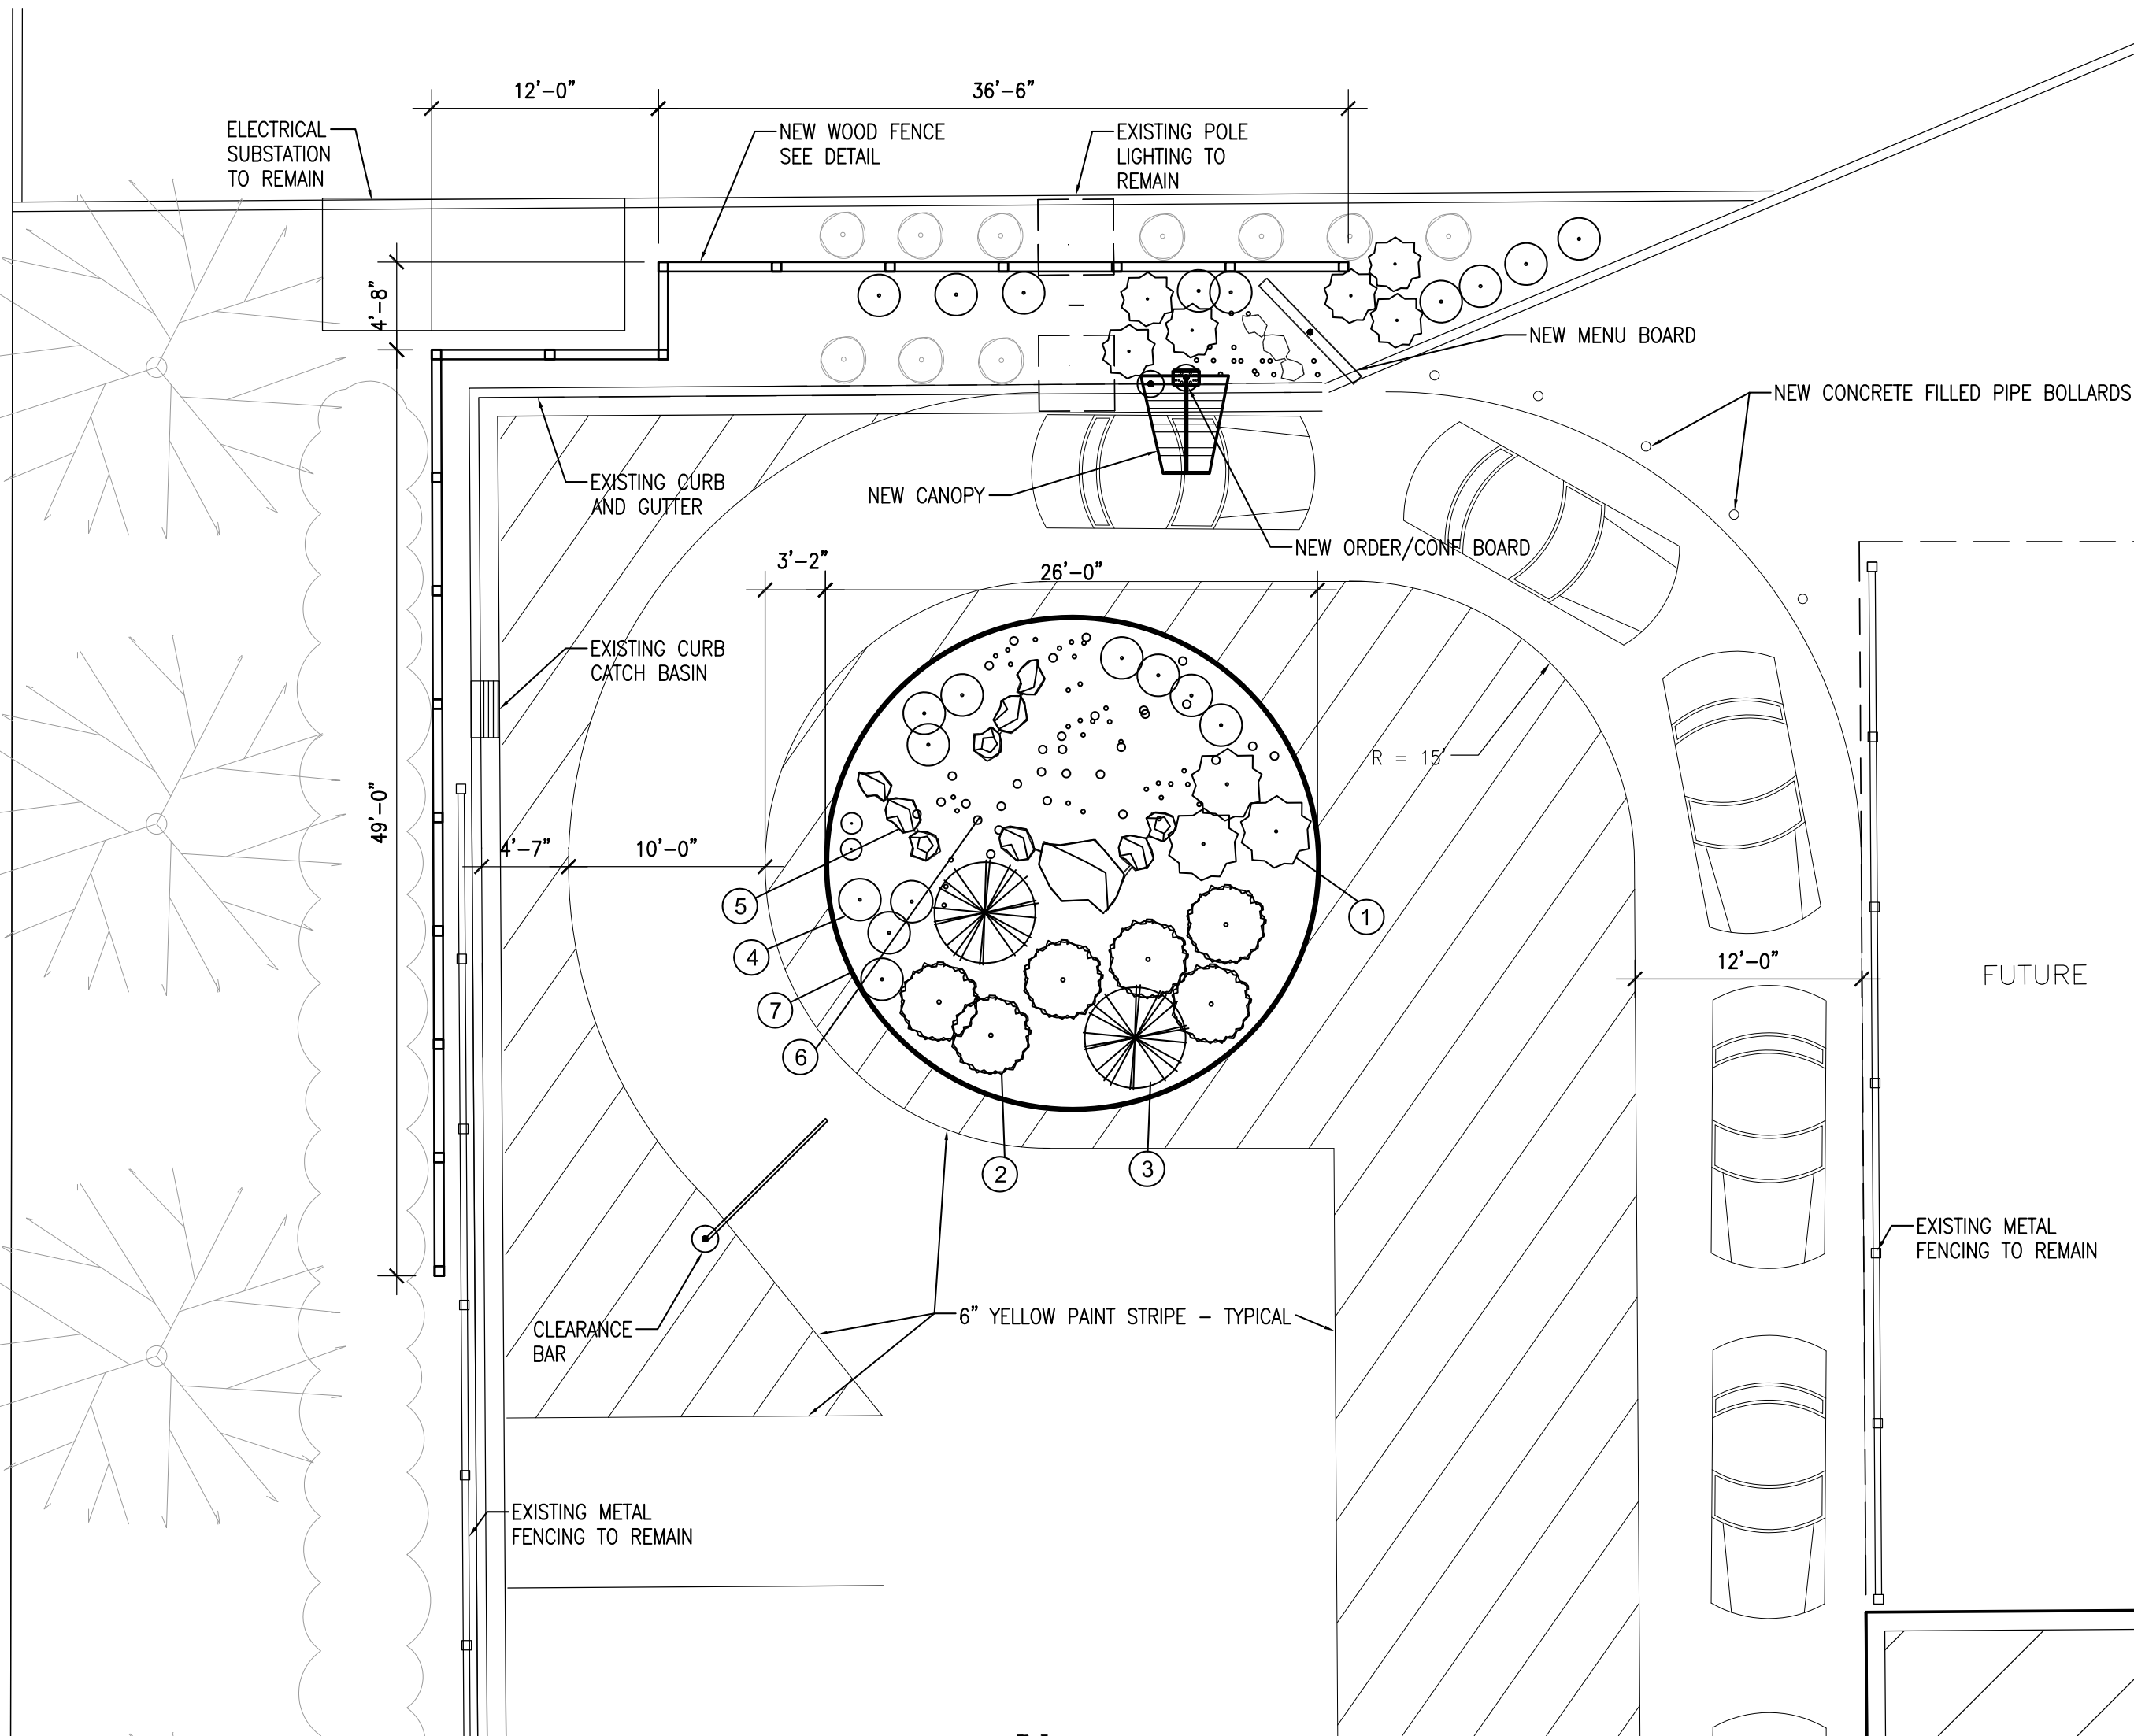 12'-0"
36'-6"
ELECTRICAL
SUBSTATION
TO REMAIN
NEW WOOD FENCE
SEE DETAIL
EXISTING POLE
LIGHTING TO
REMAIN
4'-8"
NEW MENU BOARD
NEW CONCRETE FILLED PIPE BOLLARDS
EXISTING CURB
AND GUTTER
NEW CANOPY
NEW ORDER/CONF BOARD
3'-2"
26'-0"
EXISTING CURB
CATCH BASIN
R = 15'
49'-0"
4'-7"
10'-0"
5
1
4
12'-0"
FUTURE
7
6
2
3
EXISTING METAL
FENCING TO REMAIN
CLEARANCE
BAR
6" YELLOW PAINT STRIPE - TYPICAL
EXISTING METAL
FENCING TO REMAIN